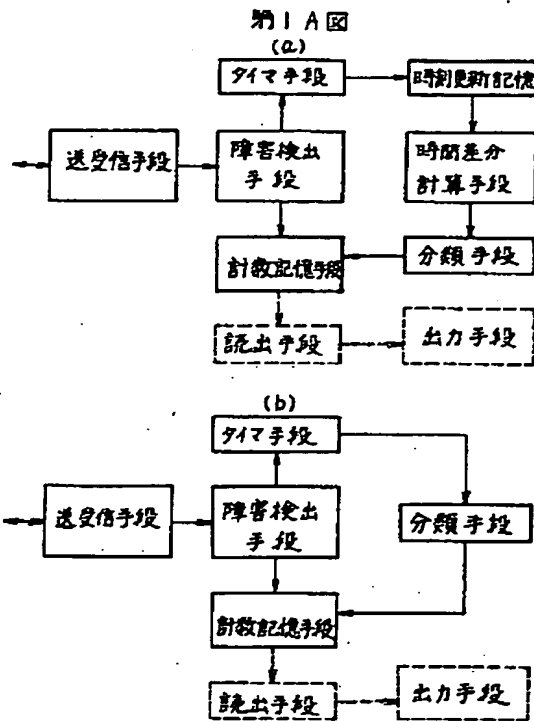 第1A図
(a)
タイマ手段
時刻更新記憶
送受信手段
障害検出
手段
時間差分
計算手段
計数記憶手段
分類手段
読出手段
出力手段
(b)
タイマ手段
送受信手段
障害検出
手段
分類手段
計数記憶手段
読出手段
出力手段